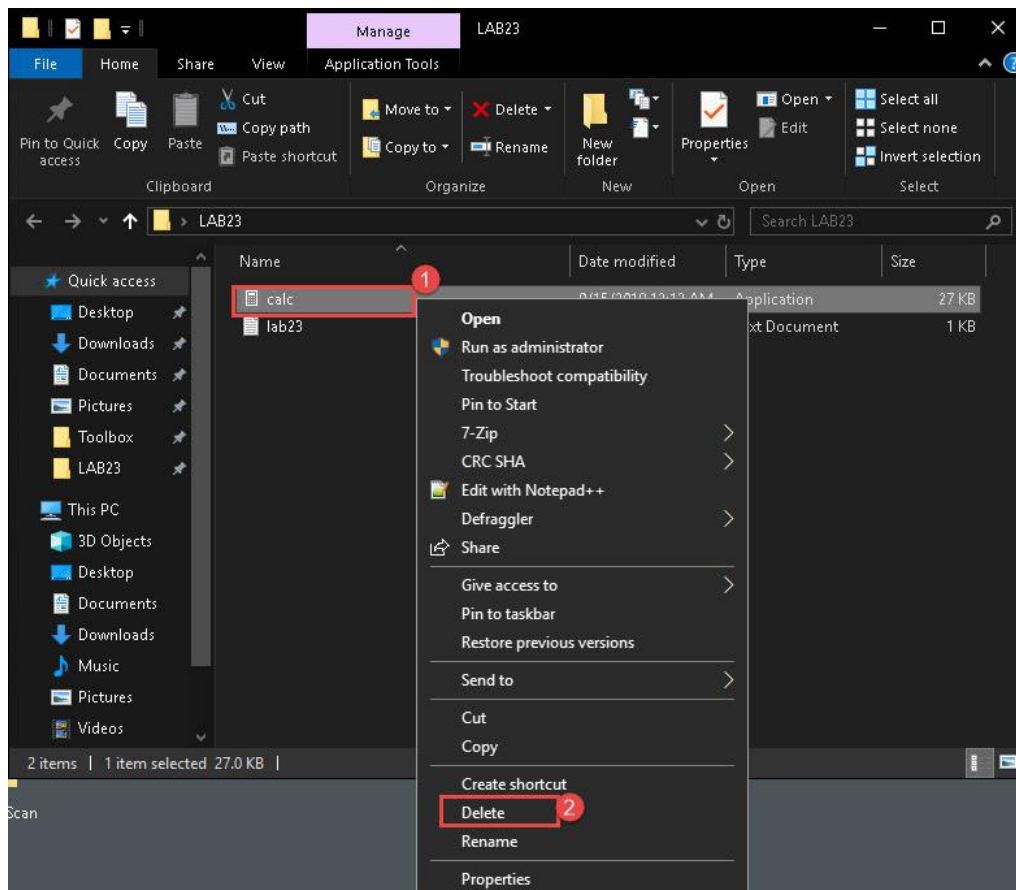 Manage
LAB23
File
Home
Share
View
Application Tools
Pin to Quick access
Copy
Paste
Cut
Copy path
Paste shortcut
Move to
Copy to
Delete
Rename
New folder
Properties
Open
Edit
Select all
Select none
Invert selection
Clipboard
Organize
New
Open
Select
LAB23
Search LAB23
Name
Date modified
Type
Size
1
calc
Application
27 KB
lab23
xt Document
1 KB
Quick access
Desktop
Downloads
Documents
Pictures
Toolbox
LAB23
This PC
3D Objects
Desktop
Documents
Downloads
Music
Pictures
Videos
Open
Run as administrator
Troubleshoot compatibility
Pin to Start
7-Zip
CRC SHA
Edit with Notepad++
Defraggler
Share
Give access to
Pin to taskbar
Restore previous versions
Send to
Cut
Copy
Create shortcut
Delete
2
Rename
Properties
2 items
1 item selected 27.0 KB
Scan